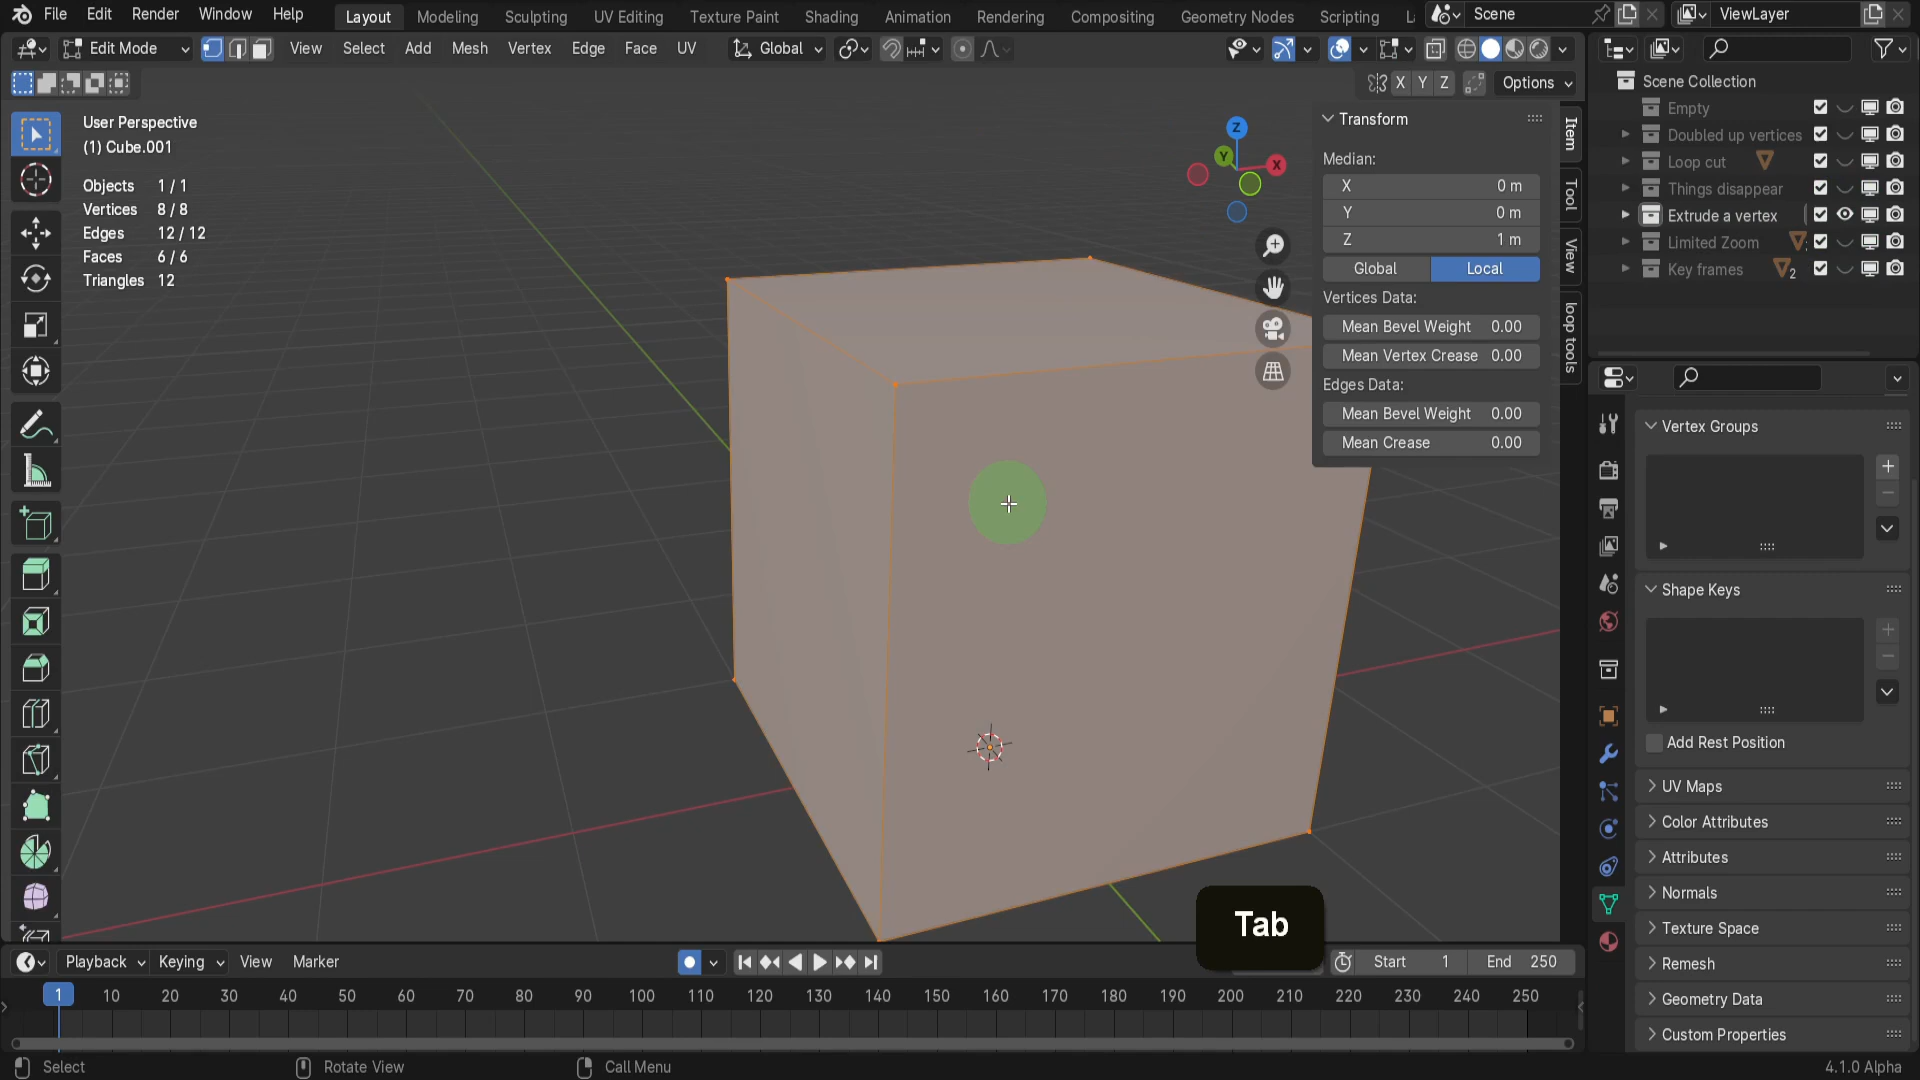 File Edit Render Window Help Layout Modeling Sculpting UV Editing Texture Paint Shading Animation Rendering Compositing Geometry Nodes Scripting Scene ViewLayer
Edit Mode View Select Add Mesh Vertex Edge Face UV Global
X Y Z Options
User Perspective
(1) Cube.001
Objects 1 / 1
Vertices 8 / 8
Edges 12 / 12
Faces 6 / 6
Triangles 12
Z
Y
X
Transform
Median:
X 0 m
Y 0 m
Z 1 m
Global Local
Vertices Data:
Mean Bevel Weight 0.00
Mean Vertex Crease 0.00
Edges Data:
Mean Bevel Weight 0.00
Mean Crease 0.00
Item
Tool
View
loop tools
Scene Collection
Empty
Doubled up vertices
Loop cut
Things disappear
Extrude a vertex
Limited Zoom
Key frames 2
Vertex Groups
Shape Keys
Add Rest Position
UV Maps
Color Attributes
Attributes
Normals
Texture Space
Remesh
Geometry Data
Custom Properties
Tab
Playback Keying View Marker Start 1 End 250
1 10 20 30 40 50 60 70 80 90 100 110 120 130 140 150 160 170 180 190 200 210 220 230 240 250
Select Rotate View Call Menu 4.1.0 Alpha